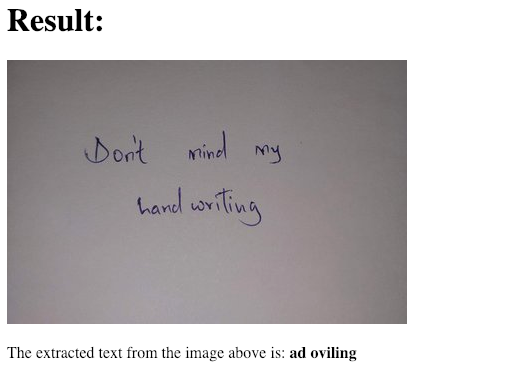 Result:
Don't mind my
hand writing
The extracted text from the image above is: ad oviling